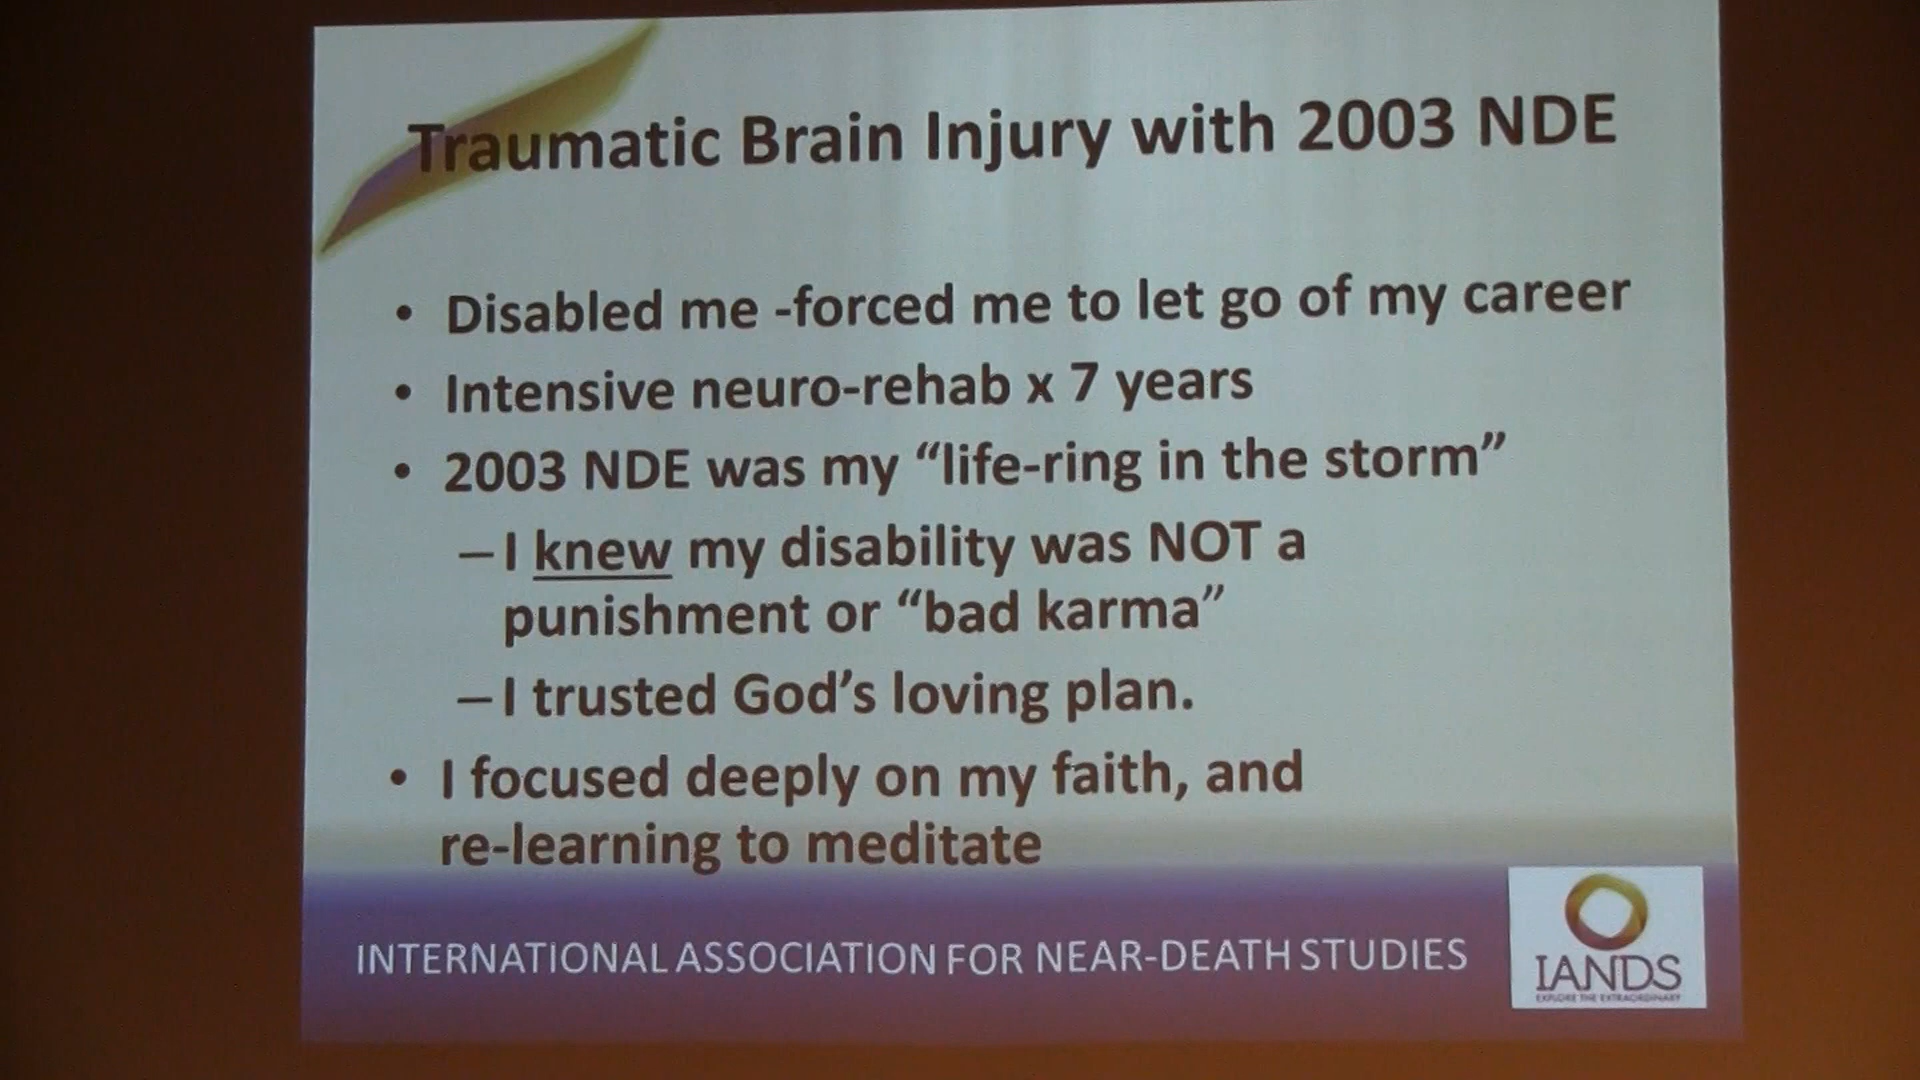 Traumatic Brain Injury with 2003 NDE
• Disabled me -forced me to let go of my career
• Intensive neuro-rehab x 7 years
• 2003 NDE was my “life-ring in the storm”
– I knew my disability was NOT a
punishment or “bad karma”
– I trusted God’s loving plan.
• I focused deeply on my faith, and
re-learning to meditate
INTERNATIONAL ASSOCIATION FOR NEAR-DEATH STUDIES
IANDS
EXPLORE THE EXTRAORDINARY